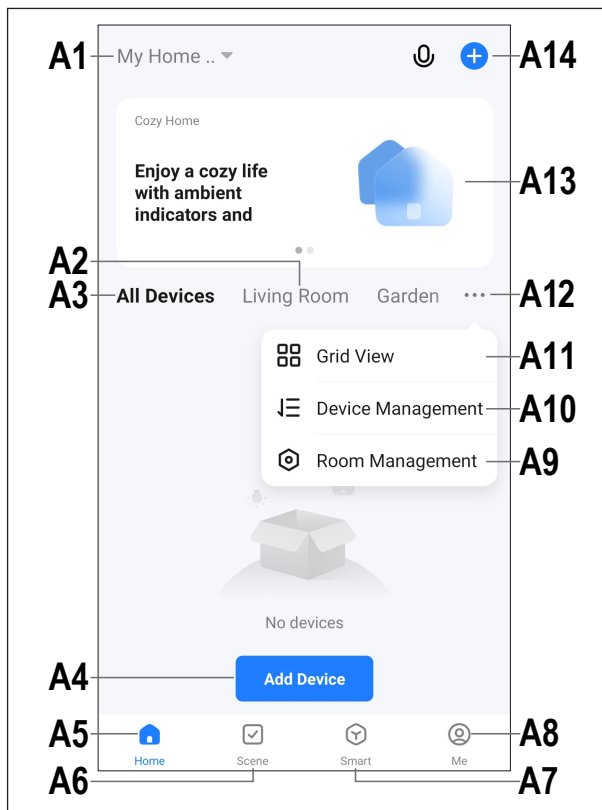 A1
My Home ..
A14
Cozy Home
Enjoy a cozy life
with ambient
indicators and
A13
A2
A3
All Devices Living Room Garden
A12
Grid View
A11
Device Management
A10
Room Management
A9
No devices
A4
Add Device
A5
A8
Home Scene Smart Me
A6
A7